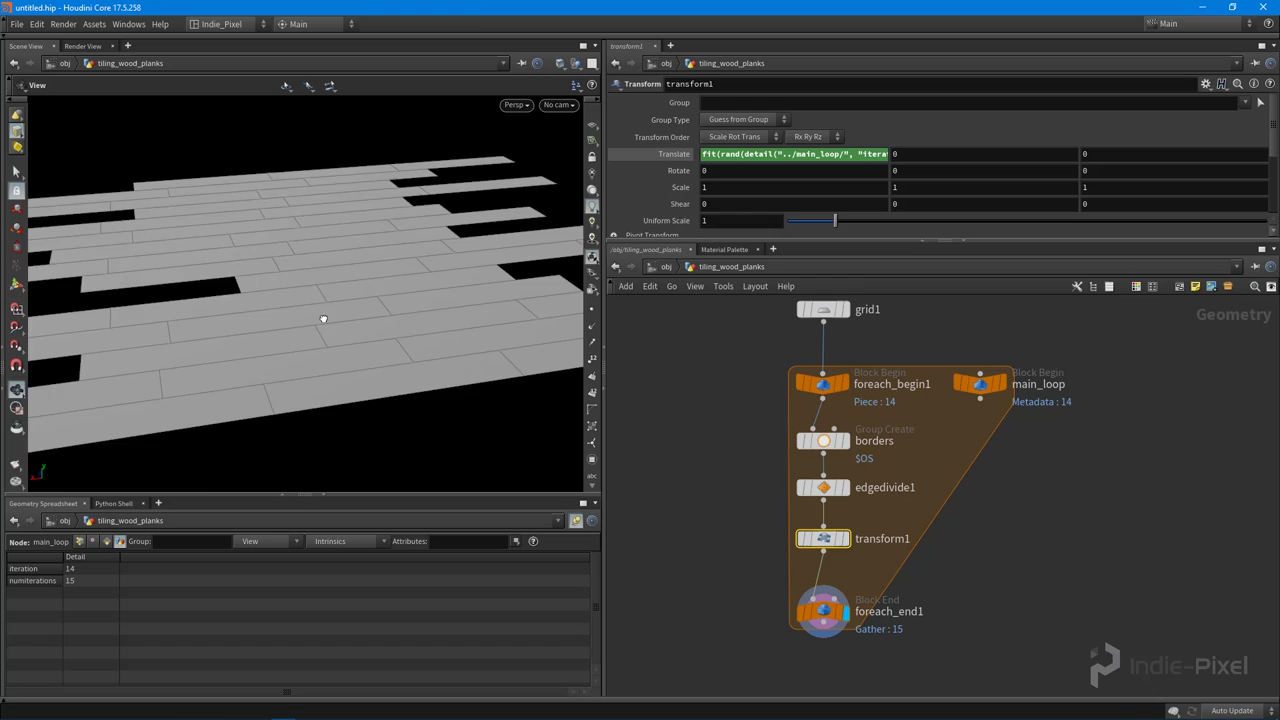 untitled.hip - Houdini Core 17.5.258
File Edit Render Assets Windows Help Indie_Pixel Main Main
Scene View Render View
obj tiling_wood_planks
View
Persp No cam
Geometry Spreadsheet Python Shell
obj tiling_wood_planks
Node: main_loop Group: View Intrinsics Attributes:
Detail
iteration 14
numiterations 15
transform1
obj tiling_wood_planks
Transform transform1
Group
Group Type Guess from Group
Transform Order Scale Rot Trans Rx Ry Rz
Translate fit(rand(detail("../main_loop/", "itera 0 0
Rotate 0 0 0
Scale 1 1 1
Shear 0 0 0
Uniform Scale 1
Pivot Transform
/obj/tiling_wood_planks Material Palette
obj tiling_wood_planks
Add Edit Go View Tools Layout Help
Geometry
grid1
Block Begin
foreach_begin1
Piece : 14
Block Begin
main_loop
Metadata : 14
Group Create
borders
$OS
edgedivide1
transform1
Block End
foreach_end1
Gather : 15
Indie-Pixel
Auto Update